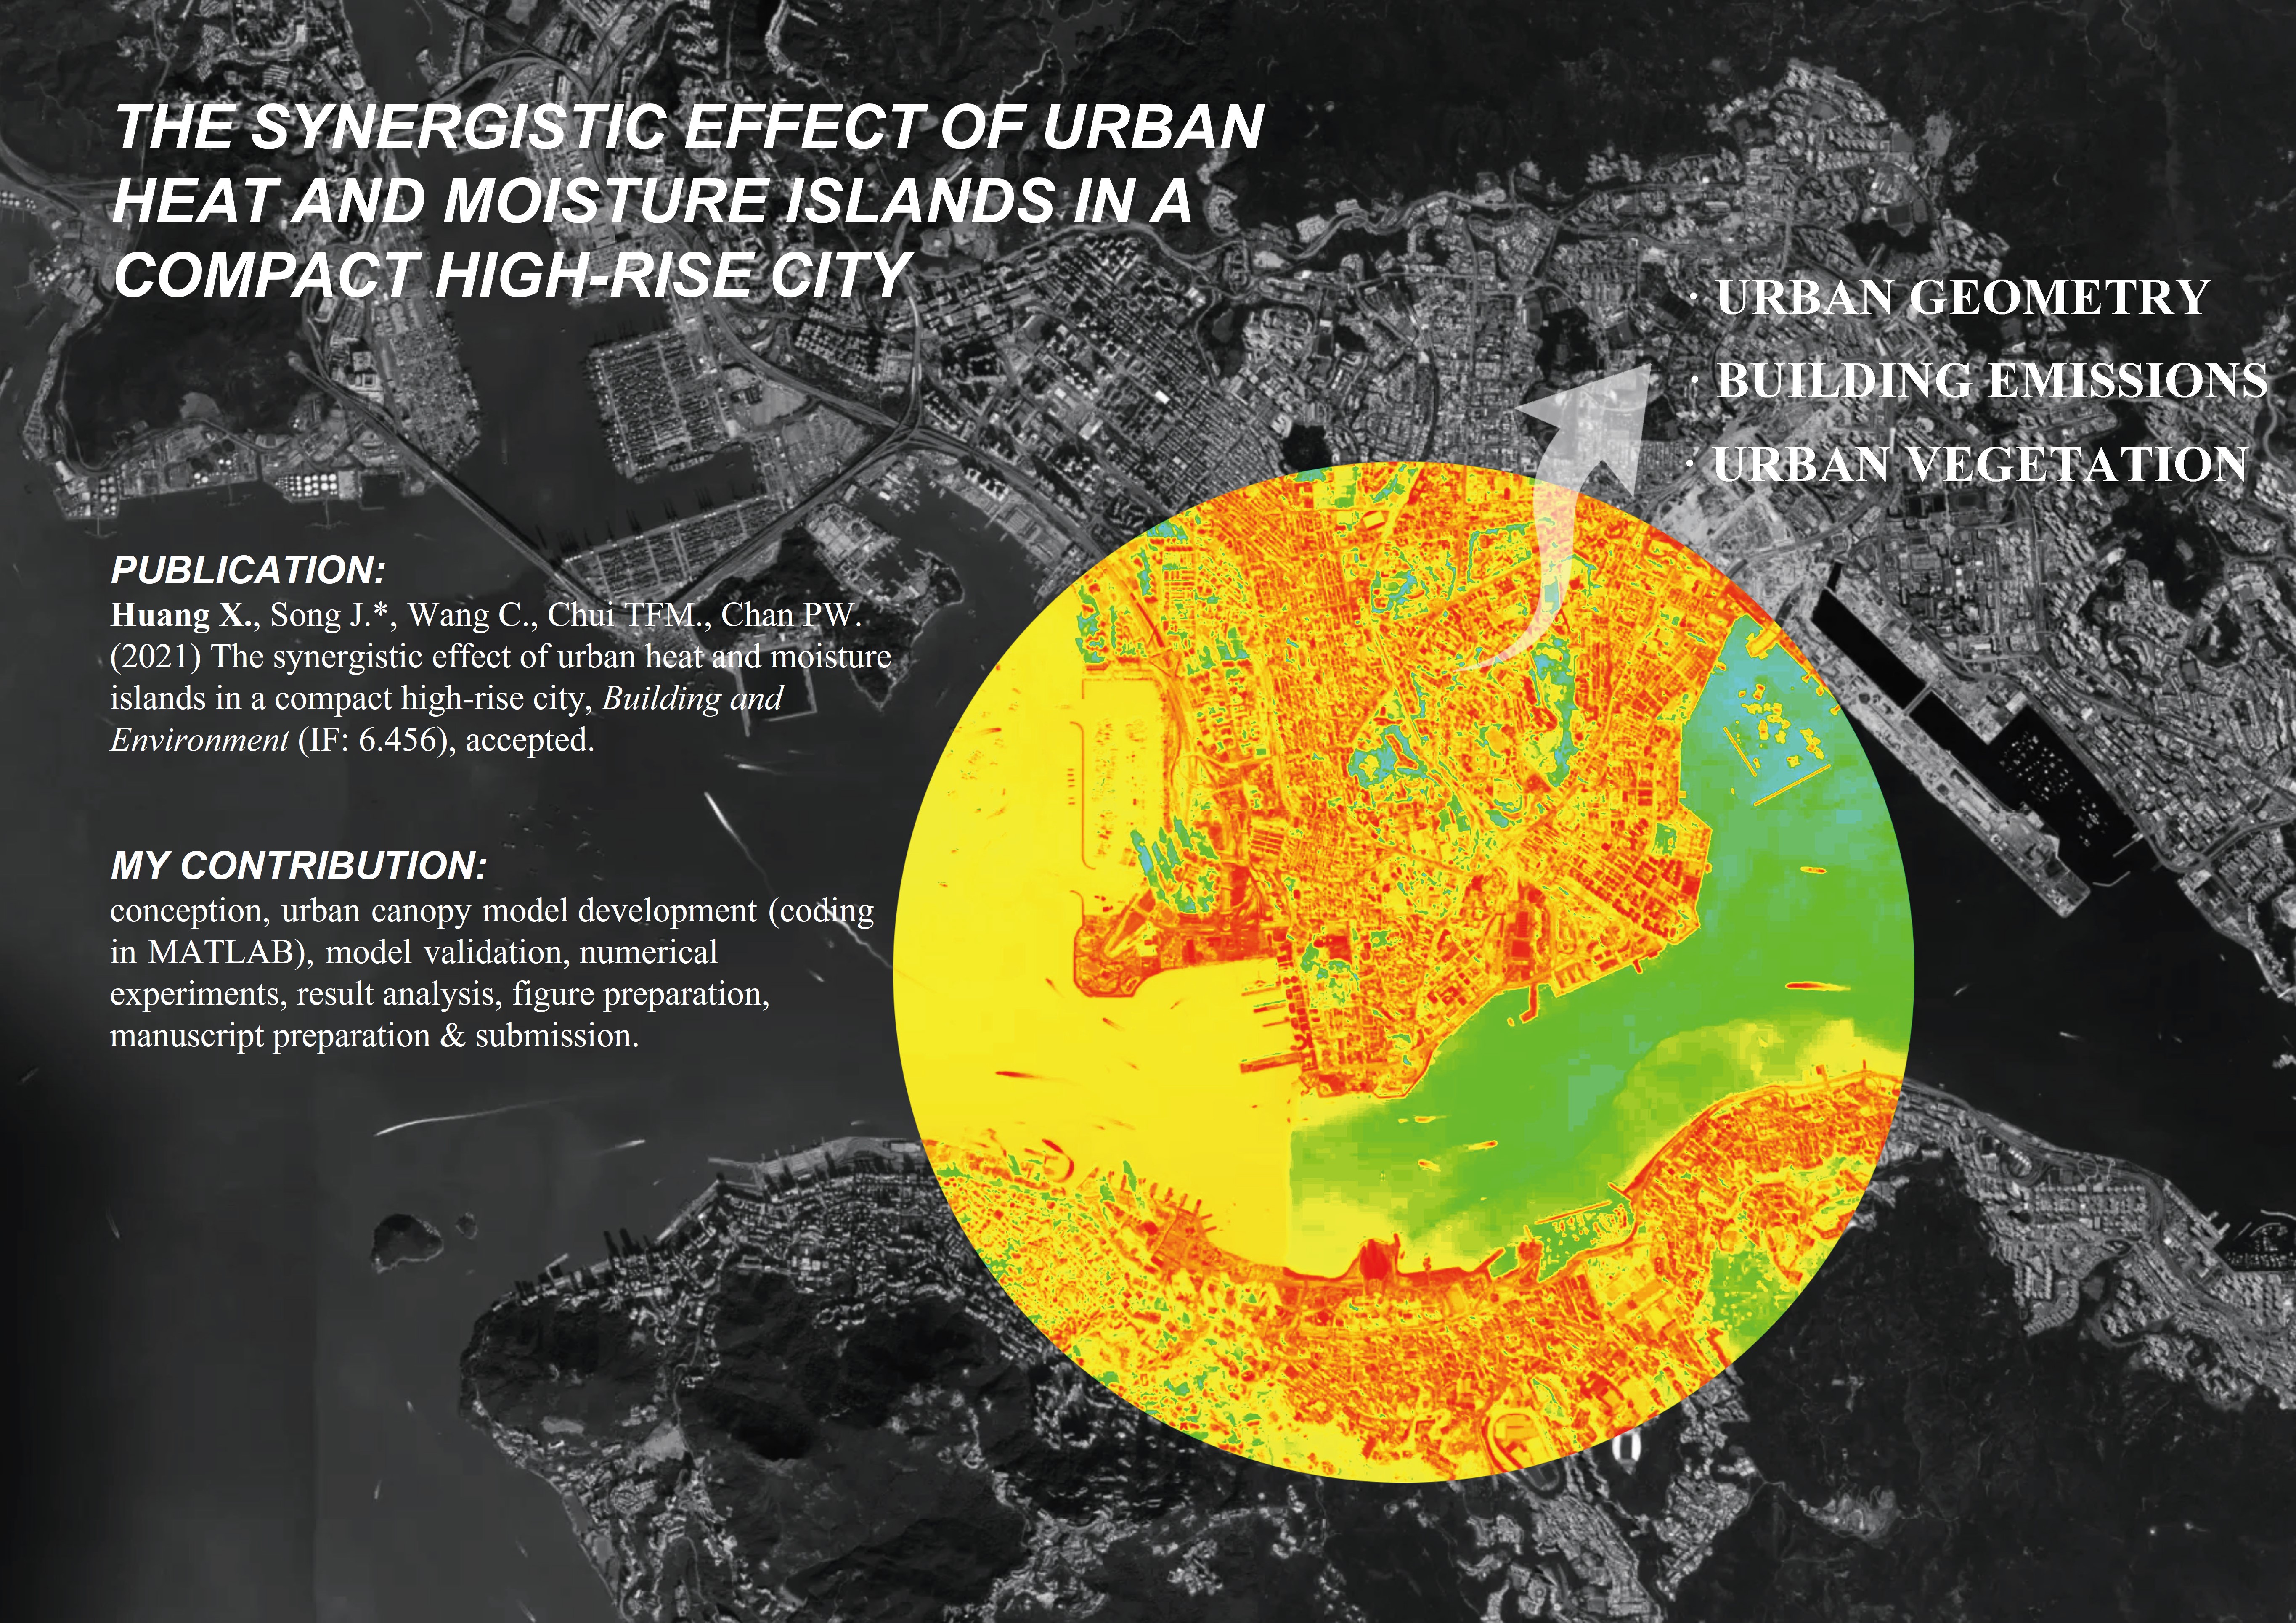 THE SYNERGISTIC EFFECT OF URBAN
HEAT AND MOISTURE ISLANDS IN A
COMPACT HIGH-RISE CITY
· URBAN GEOMETRY
· BUILDING EMISSIONS
· URBAN VEGETATION
PUBLICATION:
Huang X., Song J.*, Wang C., Chui TFM., Chan PW.
(2021) The synergistic effect of urban heat and moisture
islands in a compact high-rise city, Building and
Environment (IF: 6.456), accepted.
MY CONTRIBUTION:
conception, urban canopy model development (coding
in MATLAB), model validation, numerical
experiments, result analysis, figure preparation,
manuscript preparation & submission.